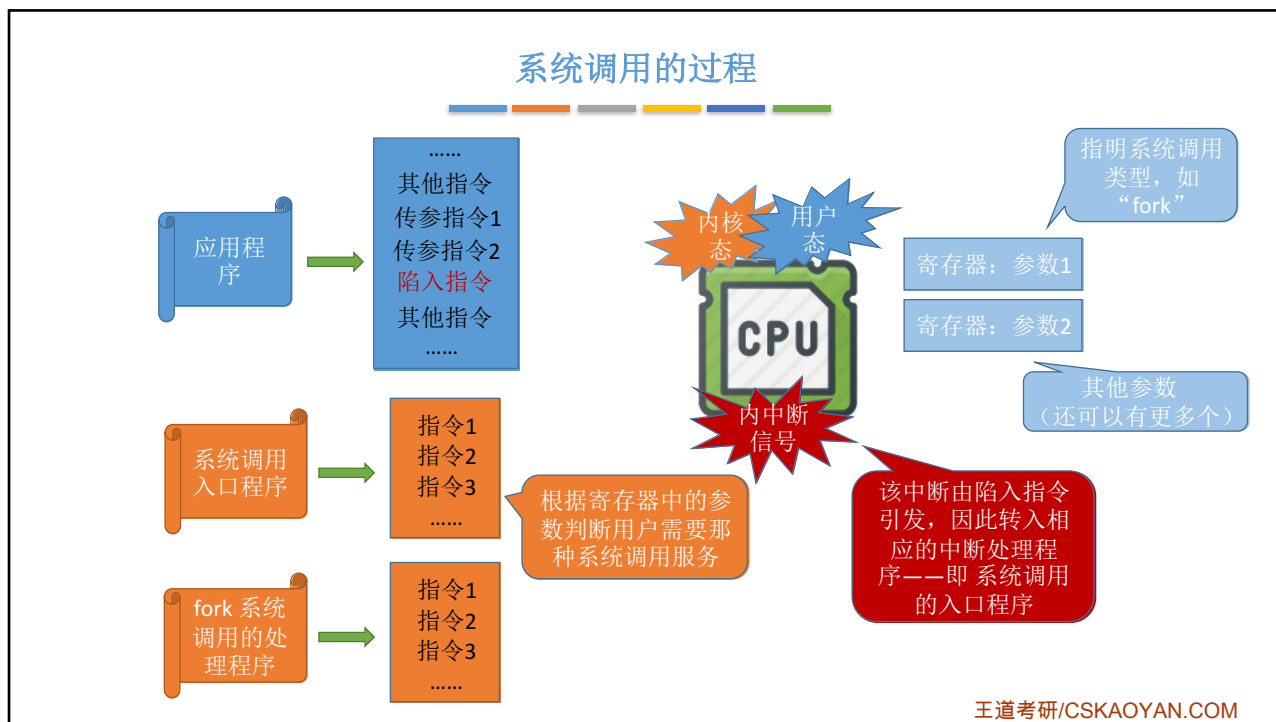 系统调用的过程
......
其他指令
传参指令1
传参指令2
陷入指令
其他指令
......
应用程
序
内核
态
用户
态
CPU
内中断
信号
指明系统调用
类型，如
“fork”
寄存器：参数1
寄存器：参数2
其他参数
（还可以有更多个）
系统调用
入口程序
指令1
指令2
指令3
......
根据寄存器中的参
数判断用户需要那
种系统调用服务
该中断由陷入指令
引发，因此转入相
应的中断处理程
序——即 系统调用
的入口程序
fork 系统
调用的处
理程序
指令1
指令2
指令3
......
王道考研/CSKAOYAN.COM